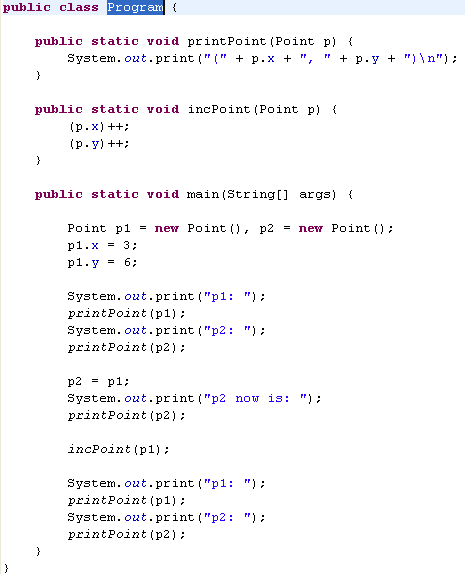 public class Program {
public static void printPoint(Point p) {
System.out.print("(" + p.x + ", " + p.y + ")\n");
}
public static void incPoint(Point p) {
(p.x)++;
(p.y)++;
}
public static void main(String[] args) {
Point p1 = new Point(), p2 = new Point();
p1.x = 3;
p1.y = 6;
System.out.print("p1: ");
printPoint(p1);
System.out.print("p2: ");
printPoint(p2);
p2 = p1;
System.out.print("p2 now is: ");
printPoint(p2);
incPoint(p1);
System.out.print("p1: ");
printPoint(p1);
System.out.print("p2: ");
printPoint(p2);
}
}